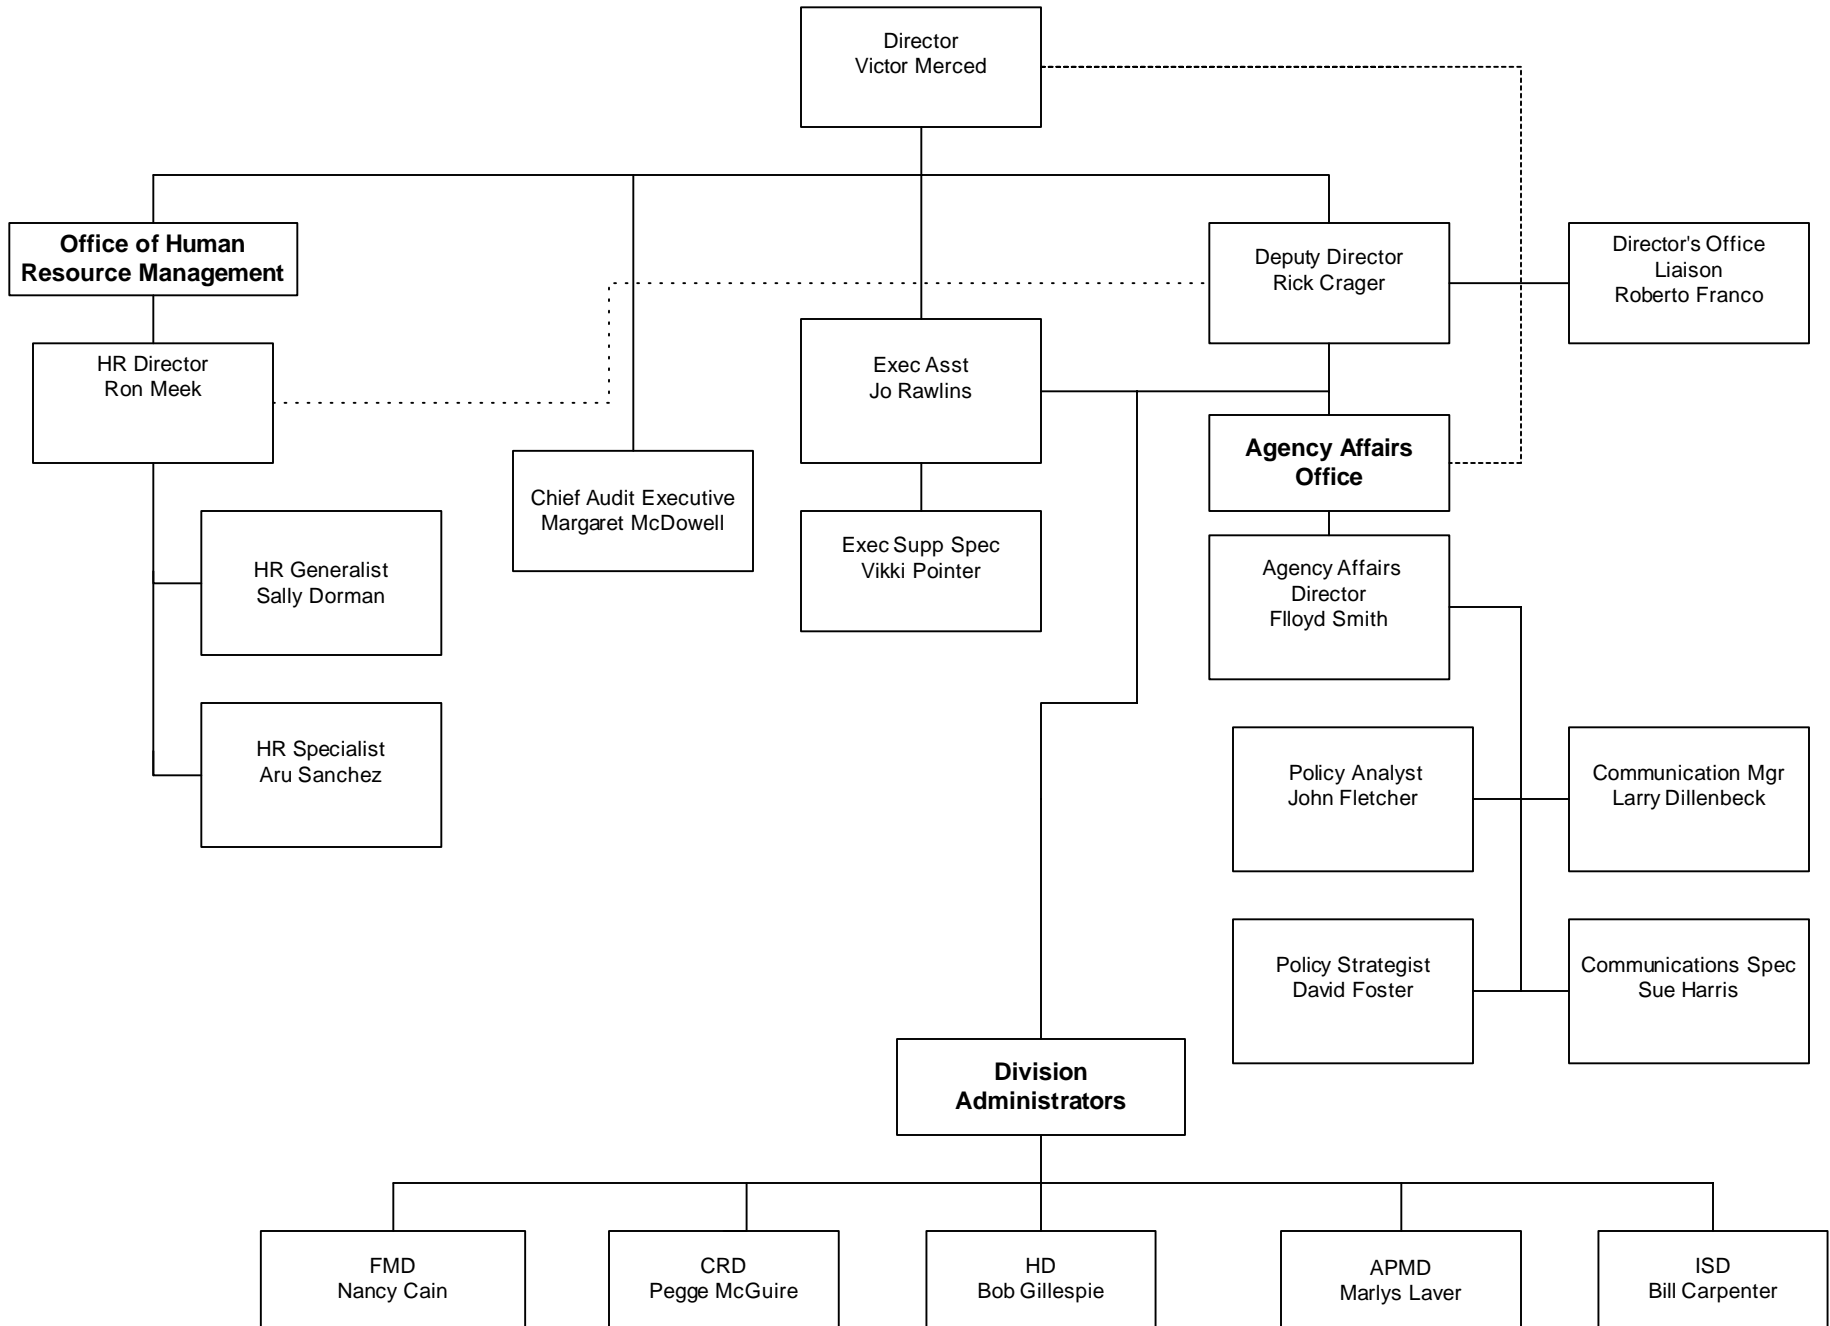 Director
Victor Merced
Office of Human
Resource Management
Deputy Director
Rick Crager
Director's Office
Liaison
Roberto Franco
HR Director
Ron Meek
Exec Asst
Jo Rawlins
Agency Affairs
Office
Chief Audit Executive
Margaret McDowell
Exec Supp Spec
Vikki Pointer
Agency Affairs
Director
Flloyd Smith
HR Generalist
Sally Dorman
HR Specialist
Aru Sanchez
Policy Analyst
John Fletcher
Communication Mgr
Larry Dillenbeck
Policy Strategist
David Foster
Communications Spec
Sue Harris
Division
Administrators
FMD
Nancy Cain
CRD
Pegge McGuire
HD
Bob Gillespie
APMD
Marlys Laver
ISD
Bill Carpenter